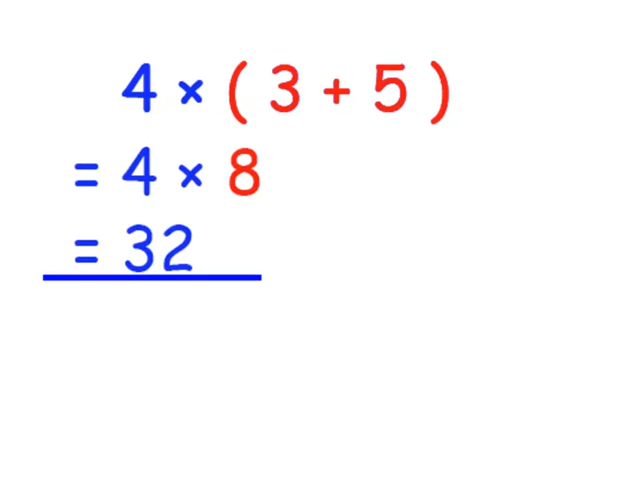 4 × ( 3 + 5 )
= 4 × 8
= 32